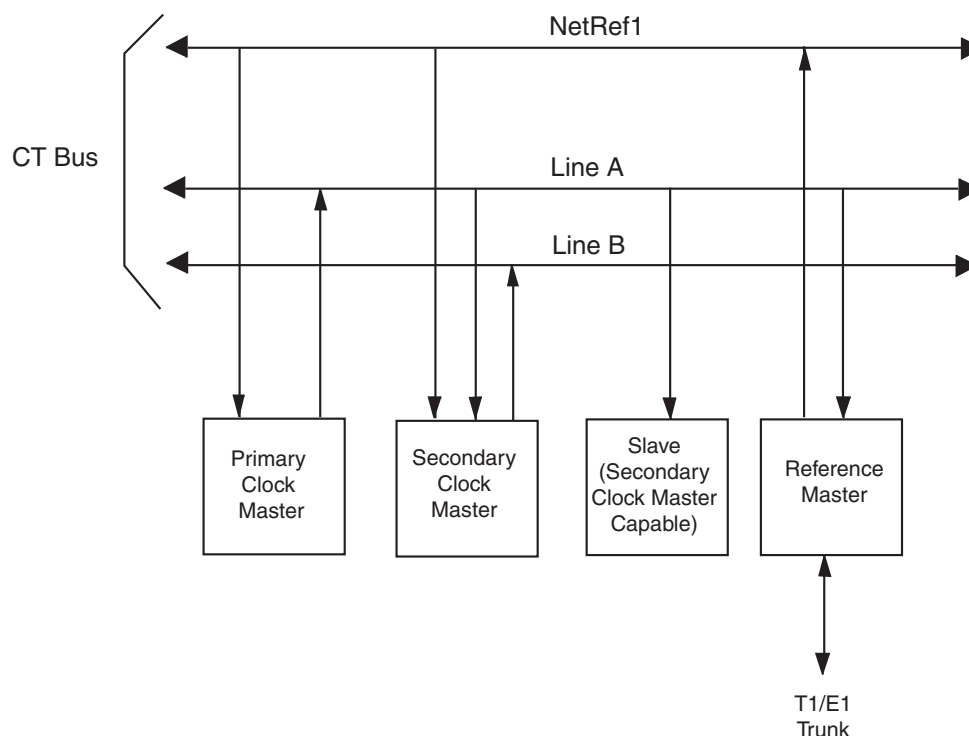 NetRef1
CT Bus
Line A
Line B
Primary
Clock
Master
Secondary
Clock
Master
Slave
(Secondary
Clock Master
Capable)
Reference
Master
T1/E1
Trunk